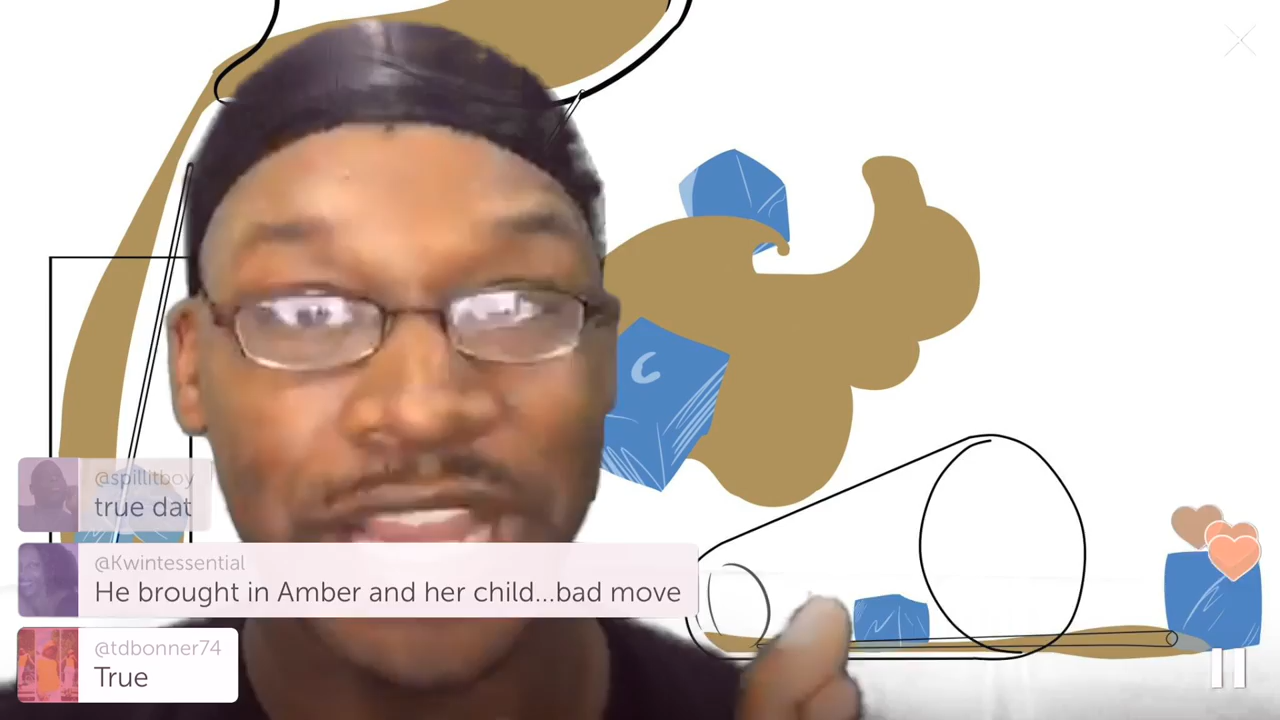 @spillitboy
true dat
@Kwintessential
He brought in Amber and her child...bad move
@tdbonner74
True